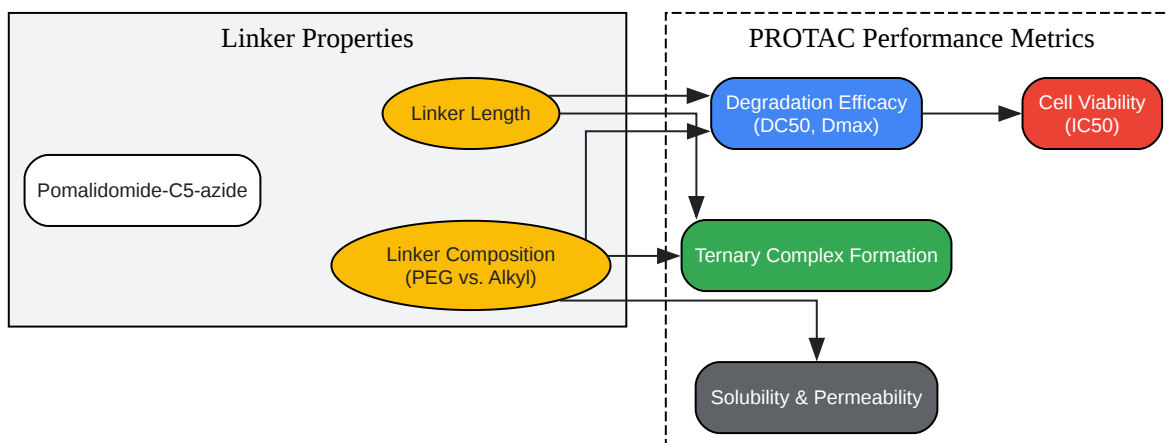 Linker Properties
PROTAC Performance Metrics
Linker Length
Degradation Efficacy
(DC50, Dmax)
Cell Viability
(IC50)
Pomalidomide-C5-azide
Linker Composition
(PEG vs. Alkyl)
Ternary Complex Formation
Solubility & Permeability